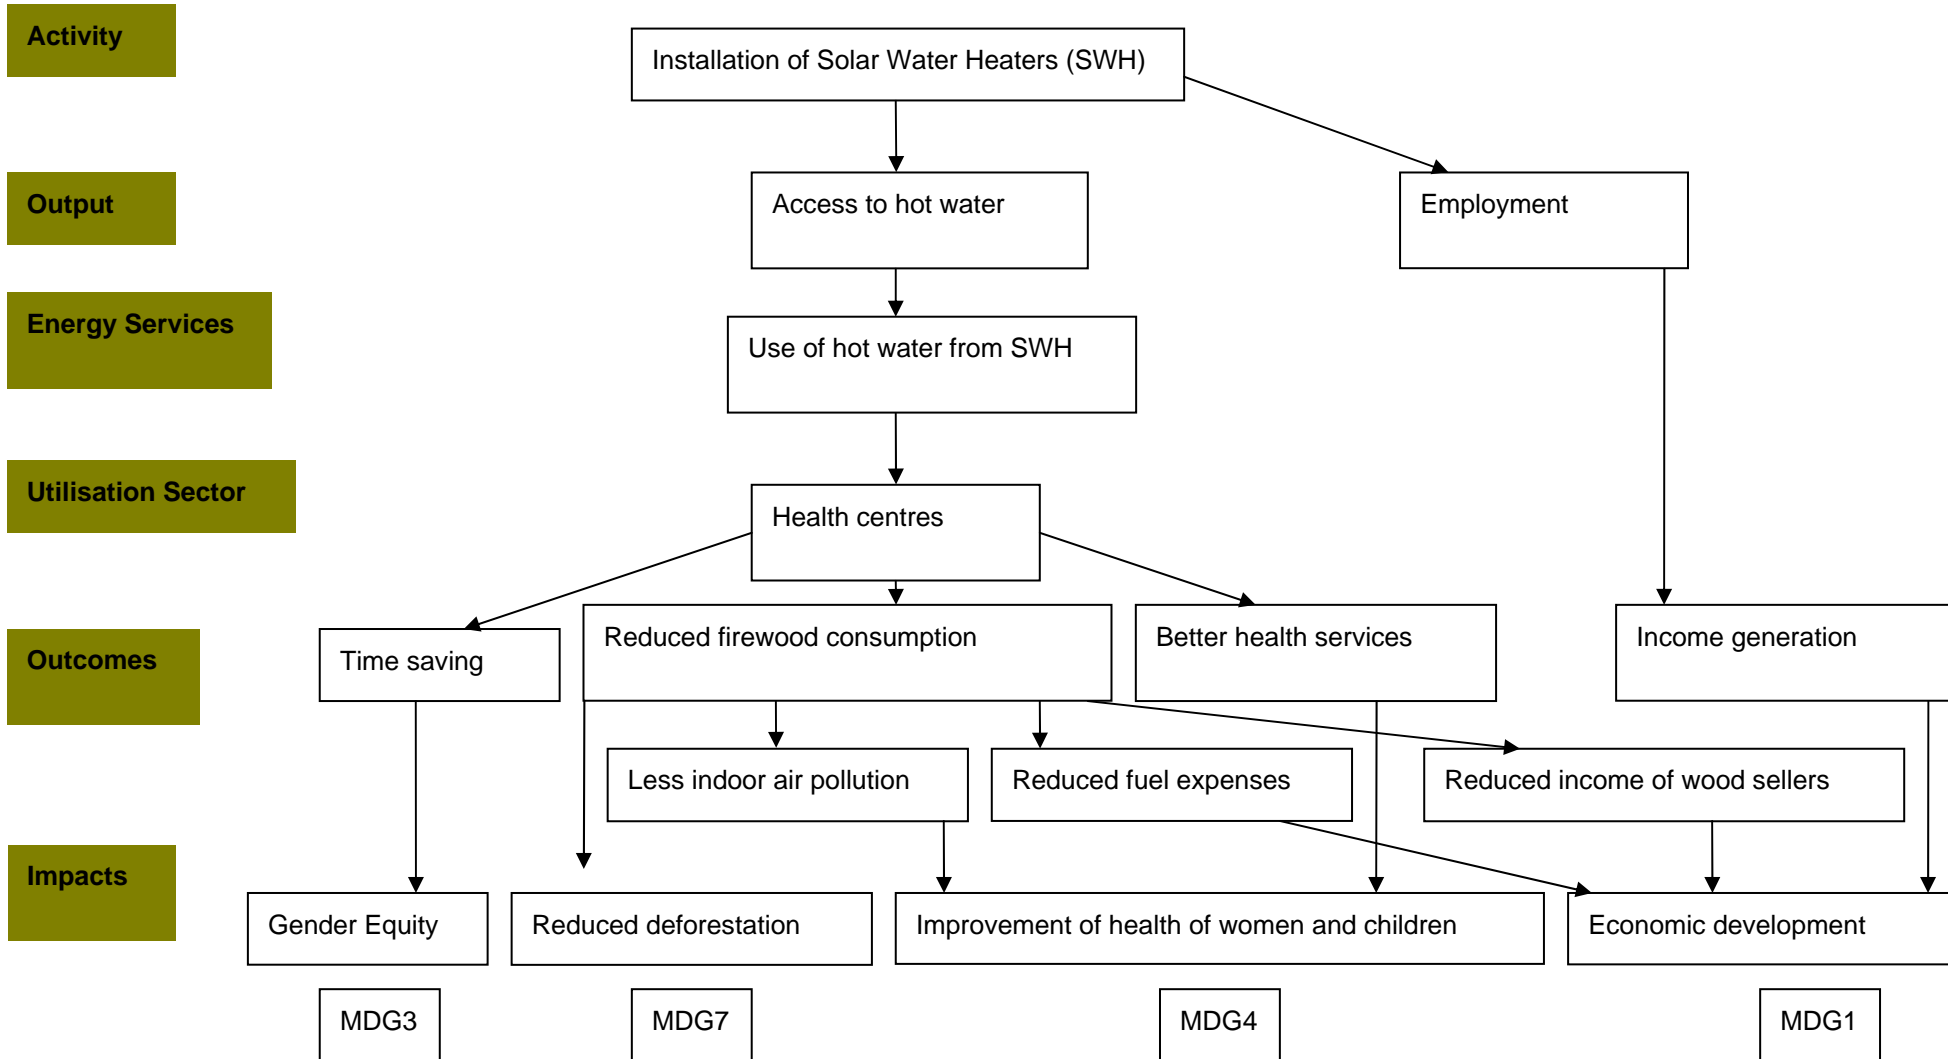 Activity
Installation of Solar Water Heaters (SWH)
Output
Access to hot water
Employment
Energy Services
Use of hot water from SWH
Utilisation Sector
Health centres
Outcomes
Time saving
Reduced firewood consumption
Better health services
Income generation
Less indoor air pollution
Reduced fuel expenses
Reduced income of wood sellers
Impacts
Gender Equity
Reduced deforestation
Improvement of health of women and children
Economic development
MDG3
MDG7
MDG4
MDG1